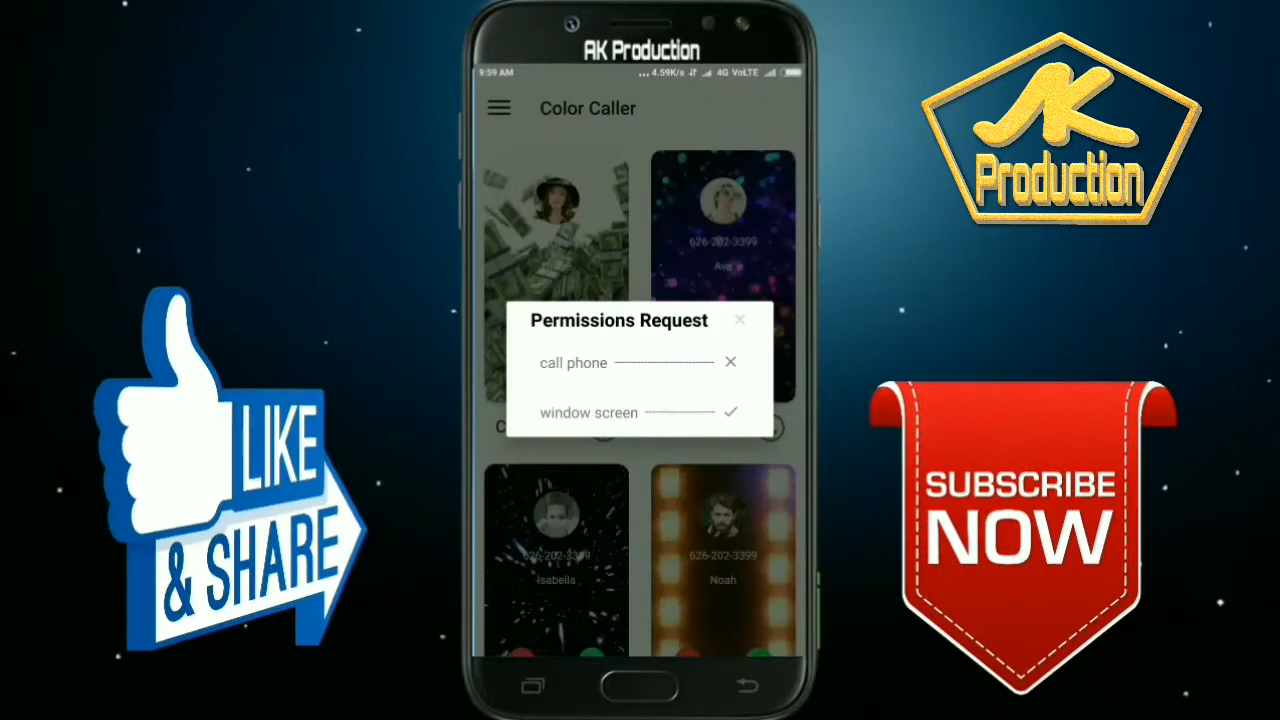 AK Production
9:59 AM
... 4.59K/s 4G VoLTE
Color Caller
626-202-3399
Ava
Permissions Request
call phone
window screen
C
626-202-3399
Isabella
626-202-3399
Noah
AK
Production
LIKE
& SHARE
SUBSCRIBE
NOW